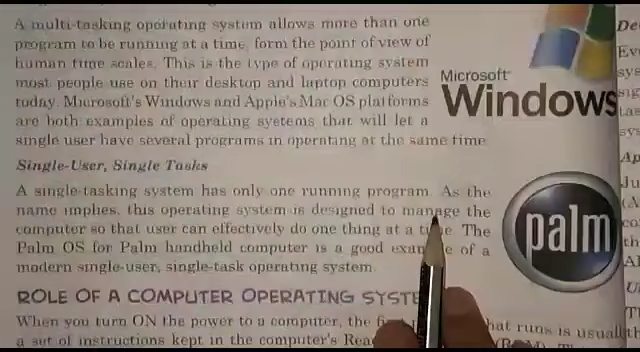 A multi-tasking operating system allows more than one
program to be running at a time, form the point of view of
human time scales. This is the type of operating system
most people use on their desktop and laptop computers
today. Microsoft's Windows and Apple's Mac OS platforms
are both examples of operating systems that will let a
single user have several programs in operating at the same time
Microsoft
Windows
Single-User, Single Tasks
A single-tasking system has only one running program. As the
name implies, this operating system is designed to manage the
computer so that user can effectively do one thing at a The
Palm OS for Palm handheld computer is a good of a
modern single-user, single-task operating system.
palm
ROLE OF A COMPUTER OPERATING
When you turn ON the power to a computer, the that runs is usually
a set of instructions kept in the computer's